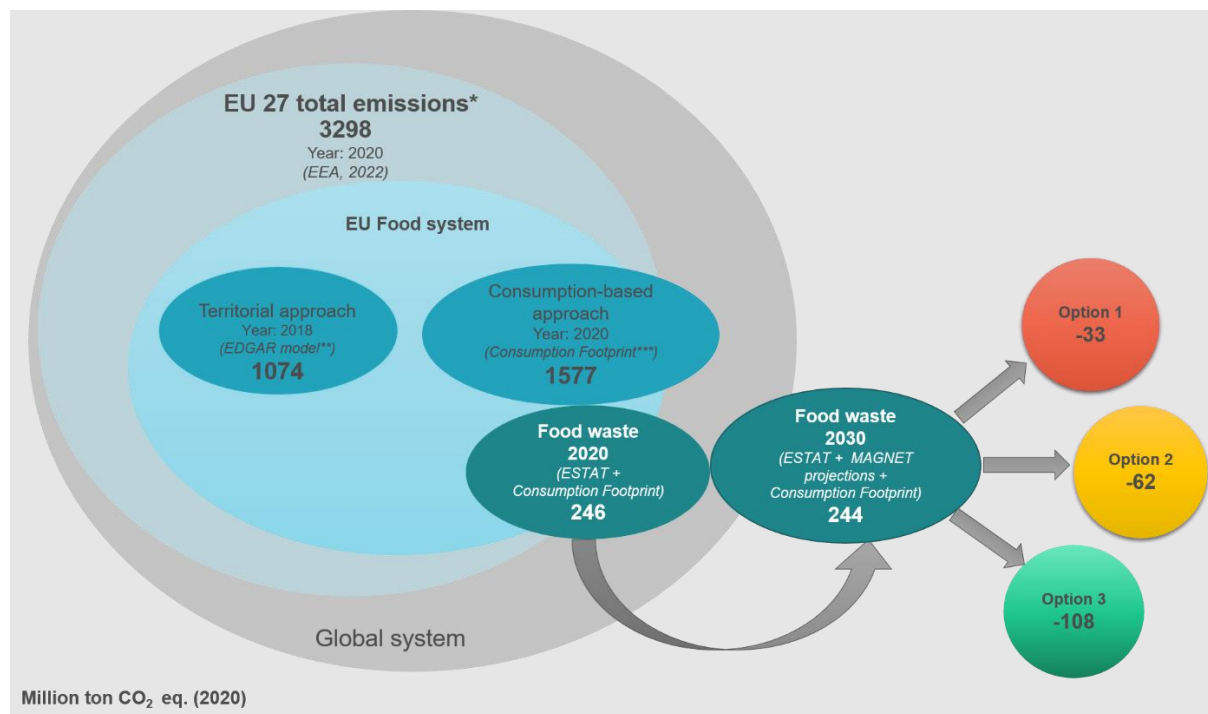 EU 27 total emissions*
3298
Year: 2020
(EEA, 2022)
EU Food system
Territorial approach
Year: 2018
(EDGAR model**)
1074
Consumption-based
approach
Year: 2020
(Consumption Footprint***)
1577
Food waste
2020
(ESTAT +
Consumption Footprint)
246
Food waste
2030
(ESTAT + MAGNET
projections +
Consumption Footprint)
244
Option 1
-33
Option 2
-62
Option 3
-108
Global system
Million ton CO₂ eq. (2020)